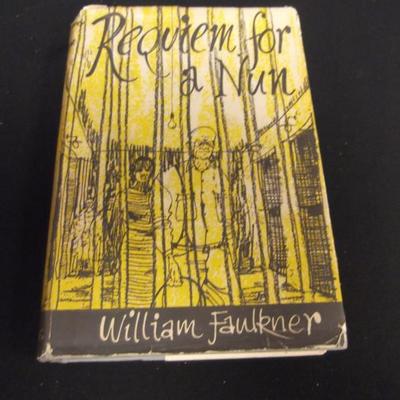 Requiem for
a Nun
William Faulkner